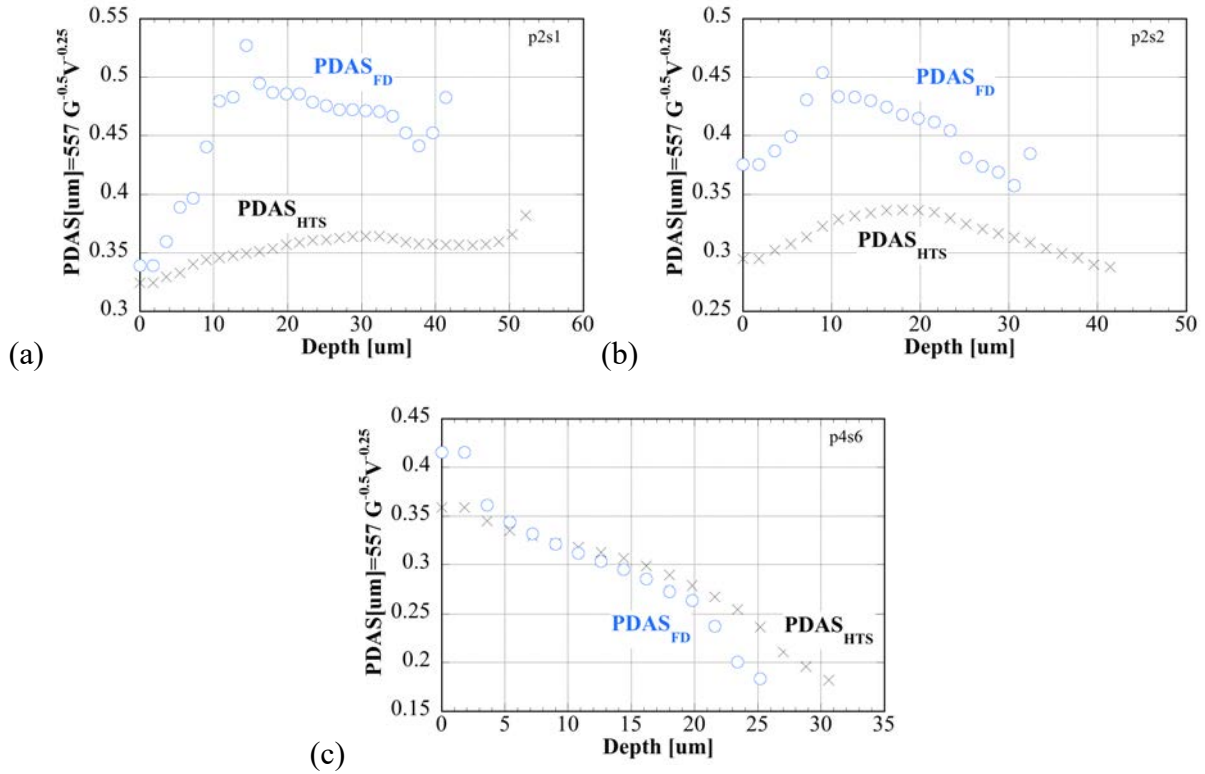 p2s1
PDAS_FD
PDAS_HTS
PDAS[um]=557 G^-0.5 V^-0.25
0.55
0.5
0.45
0.4
0.35
0.3
0 10 20 30 40 50 60
Depth [um]
(a)
p2s2
PDAS_FD
PDAS_HTS
PDAS[um]=557 G^-0.5 V^-0.25
0.5
0.45
0.4
0.35
0.3
0.25
0 10 20 30 40 50
Depth [um]
(b)
p4s6
PDAS_FD
PDAS_HTS
PDAS[um]=557 G^-0.5 V^-0.25
0.45
0.4
0.35
0.3
0.25
0.2
0.15
0 5 10 15 20 25 30 35
Depth [um]
(c)